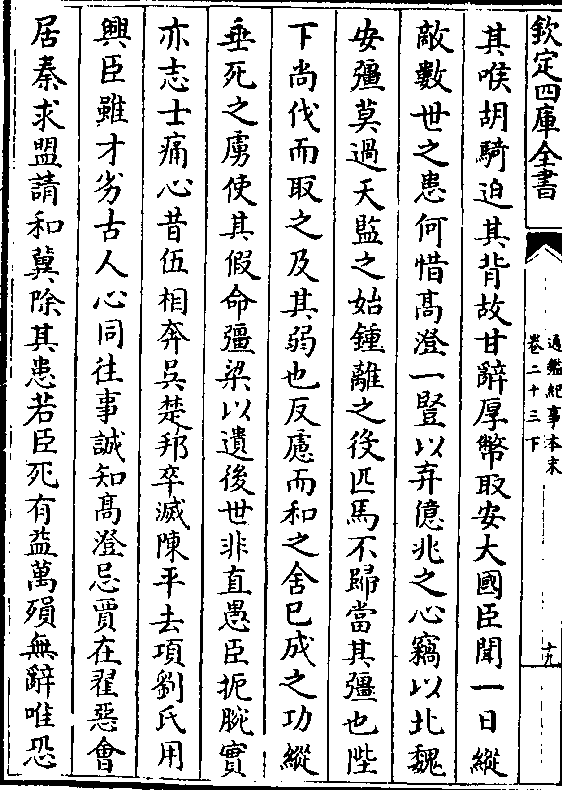 欽定四庫全書
通鑑紀事本末
卷二十三下
十九
其喉胡騎迫其背故甘辭厚幣取安大國臣聞一日縱
敵數世之患何惜髙澄一豎以弃億兆之心竊以北魏
安彊莫過天監之始鍾離之役匹馬不歸當其彊也陛
下尚伐而取之及其弱也反慮而和之舍已成之功縱
垂死之虜使其假命彊梁以遺後世非直愚臣扼腕實
亦志士痛心昔伍相奔吳楚邦卒滅陳平去項劉氏用
興臣雖才劣古人心同往事誠知髙澄忌賈在翟惡會
居秦求盟請和冀除其患若臣死有益萬殞無辭唯恐